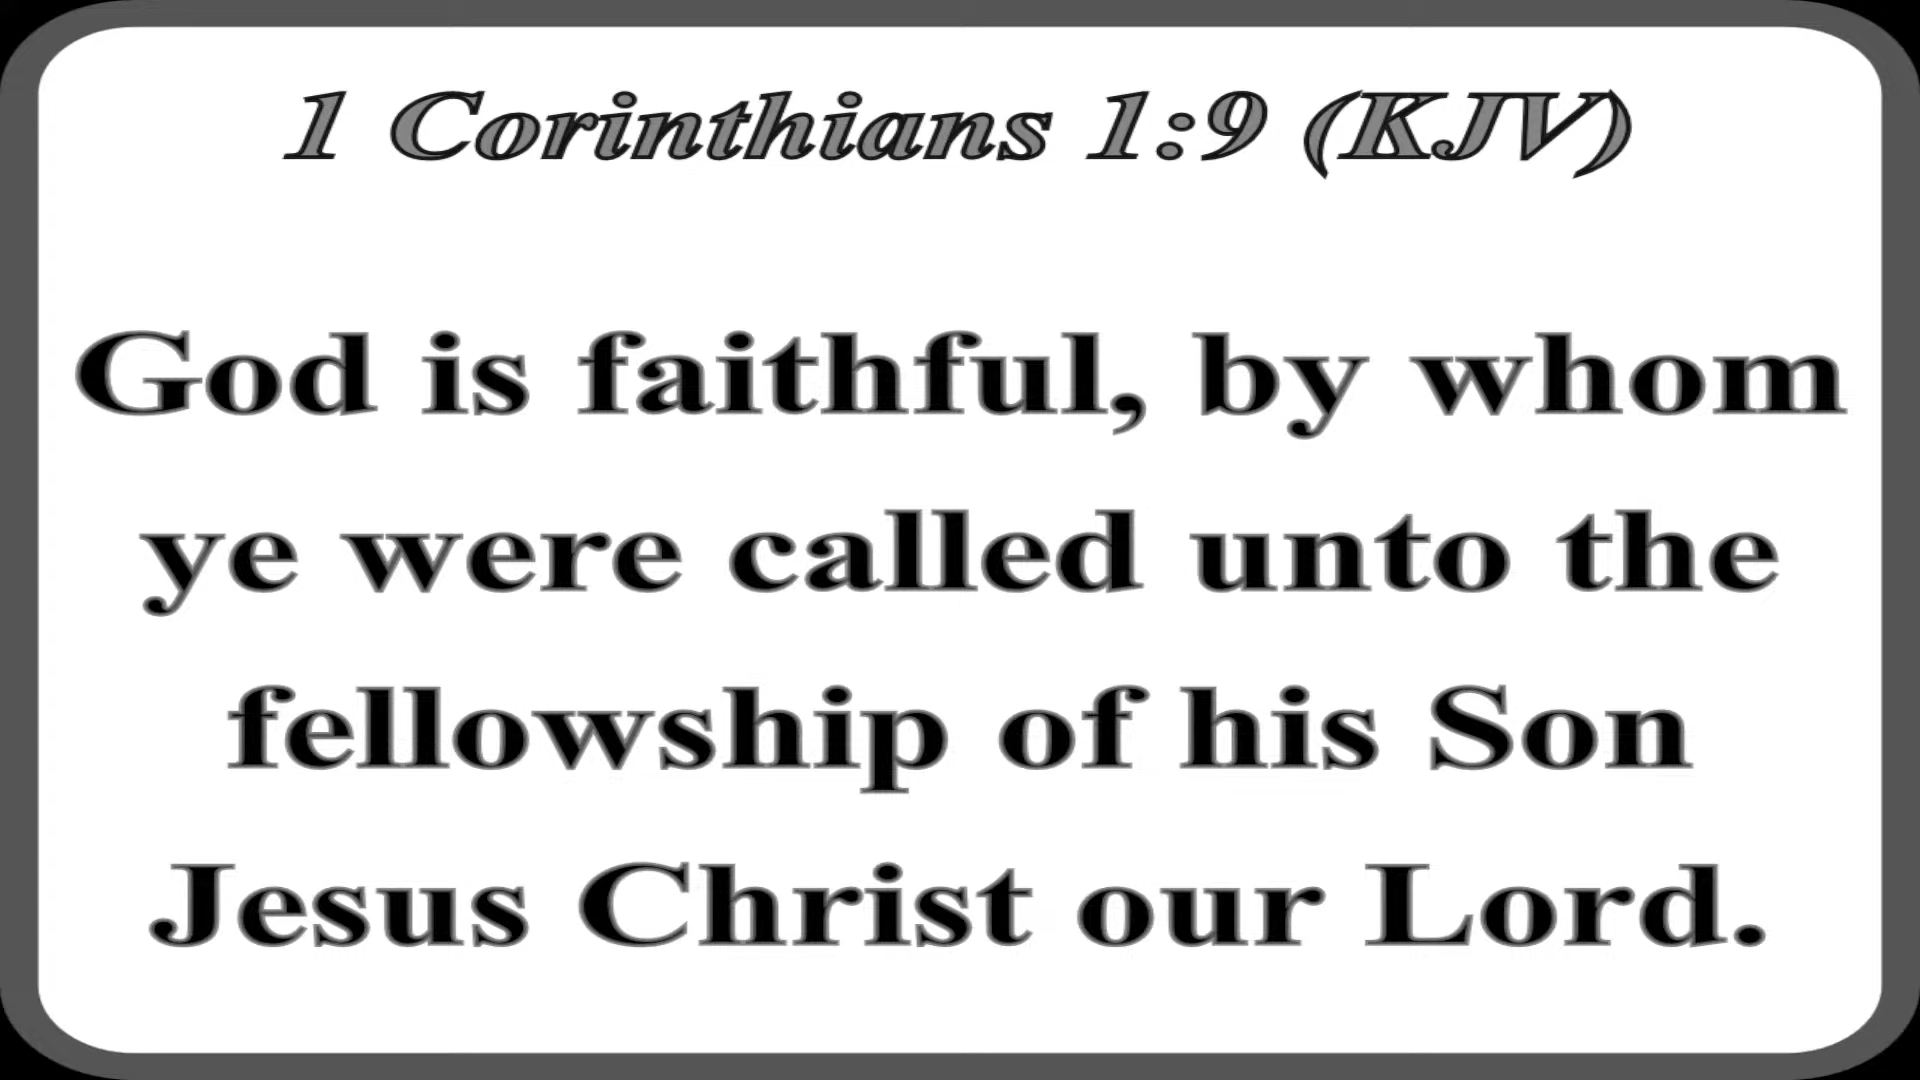 1 Corinthians 1:9 (KJV)
God is faithful, by whom
ye were called unto the
fellowship of his Son
Jesus Christ our Lord.